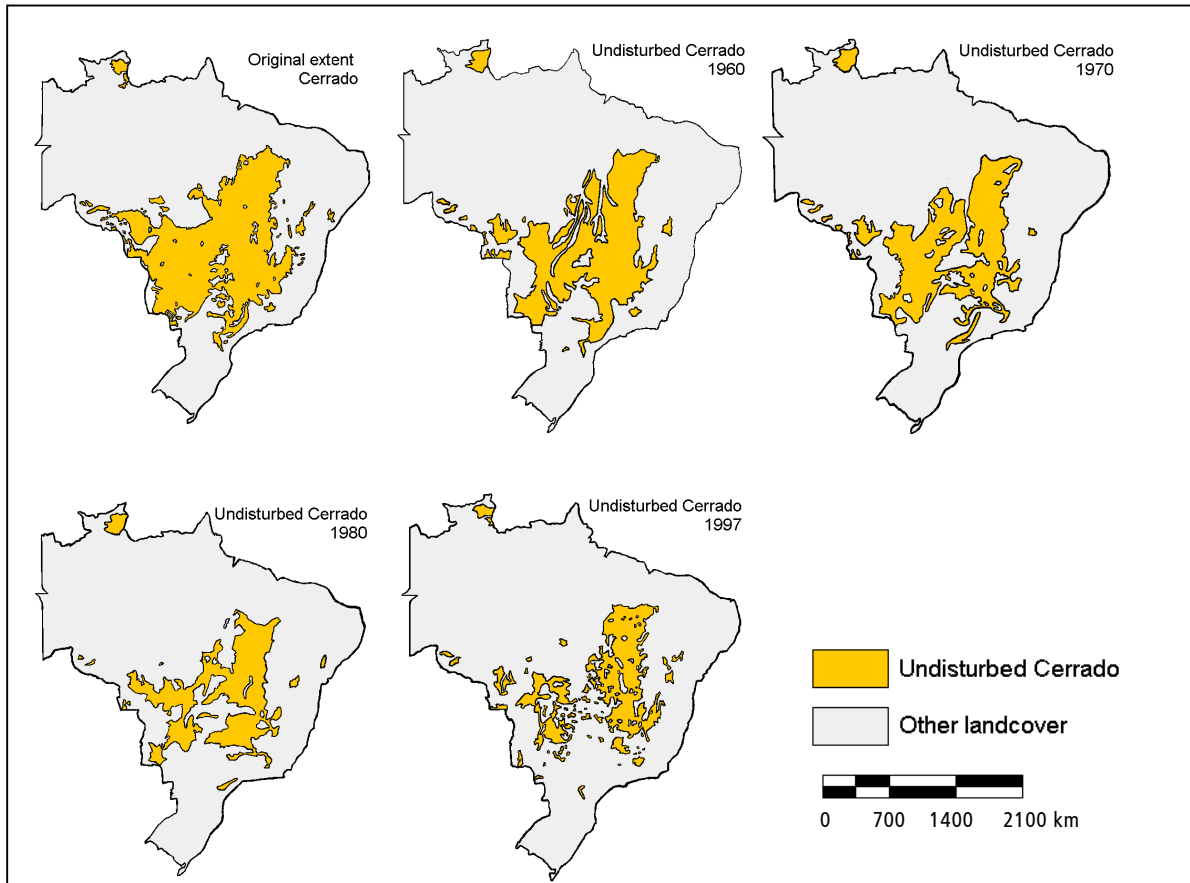 Original extent
Cerrado
Undisturbed Cerrado
1960
Undisturbed Cerrado
1970
Undisturbed Cerrado
1980
Undisturbed Cerrado
1997
Undisturbed Cerrado
Other landcover
0 700 1400 2100 km